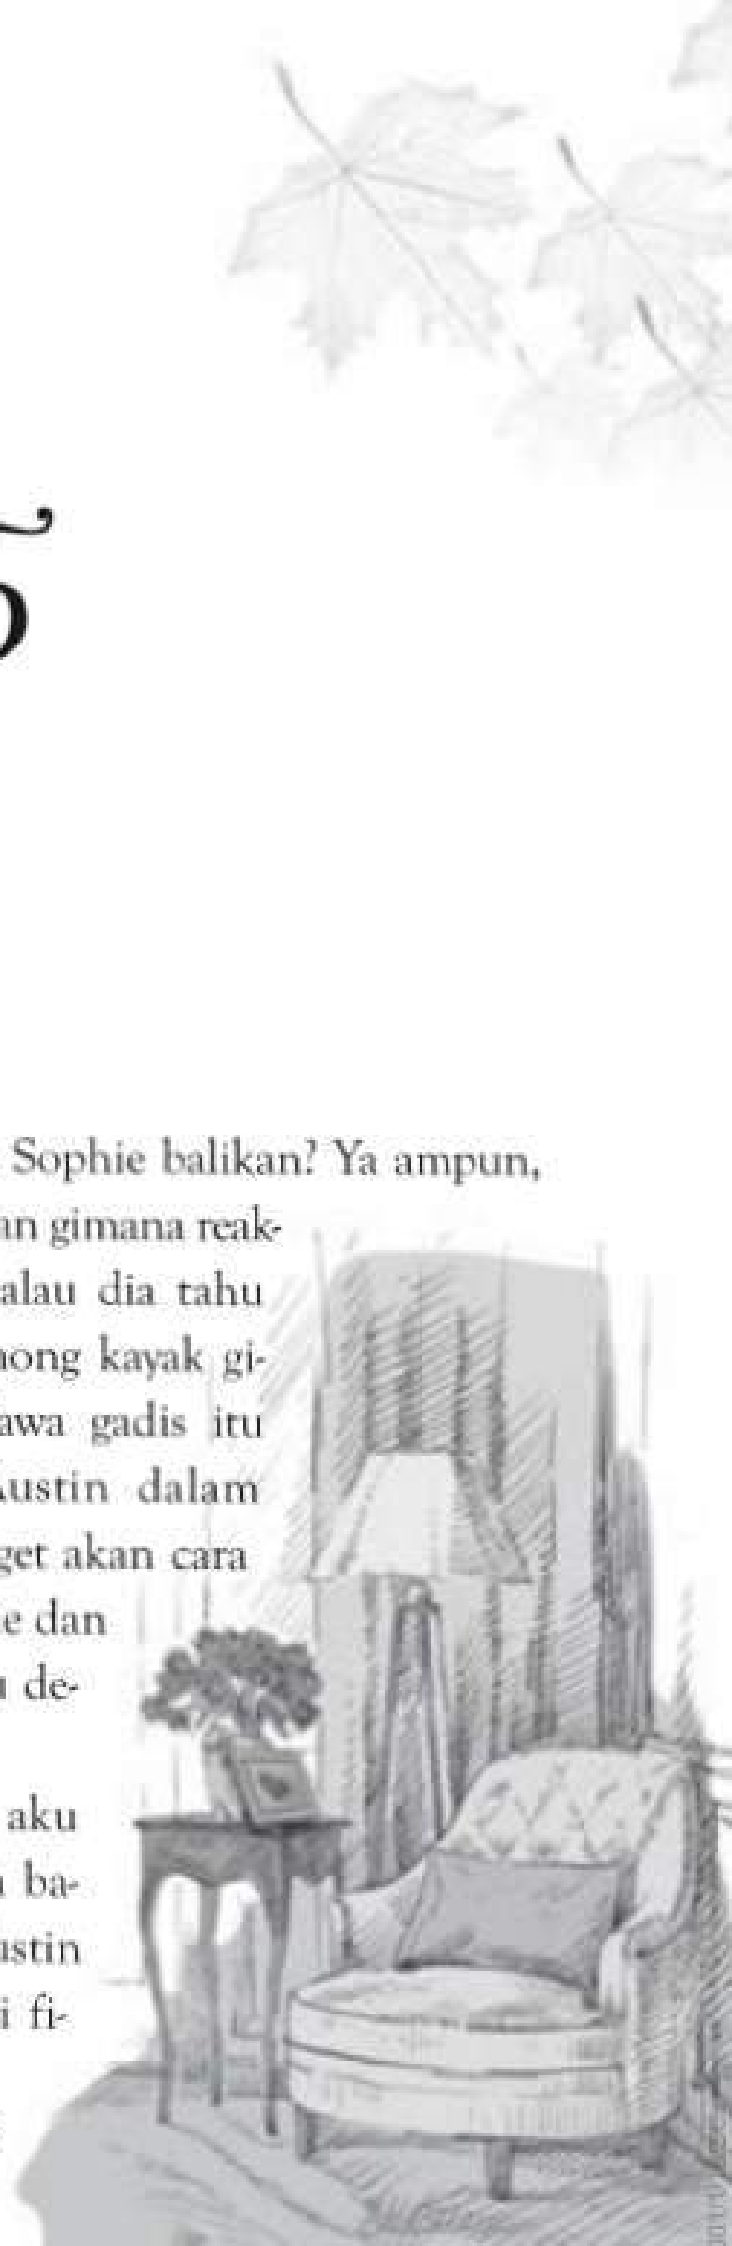 Sophie balikan? Ya ampun,
an gimana reak-
alau dia tahu
nong kayak gi-
awa gadis itu
ustin dalam
get akan cara
e dan
u de-
aku
ba-
ustin
i fi-